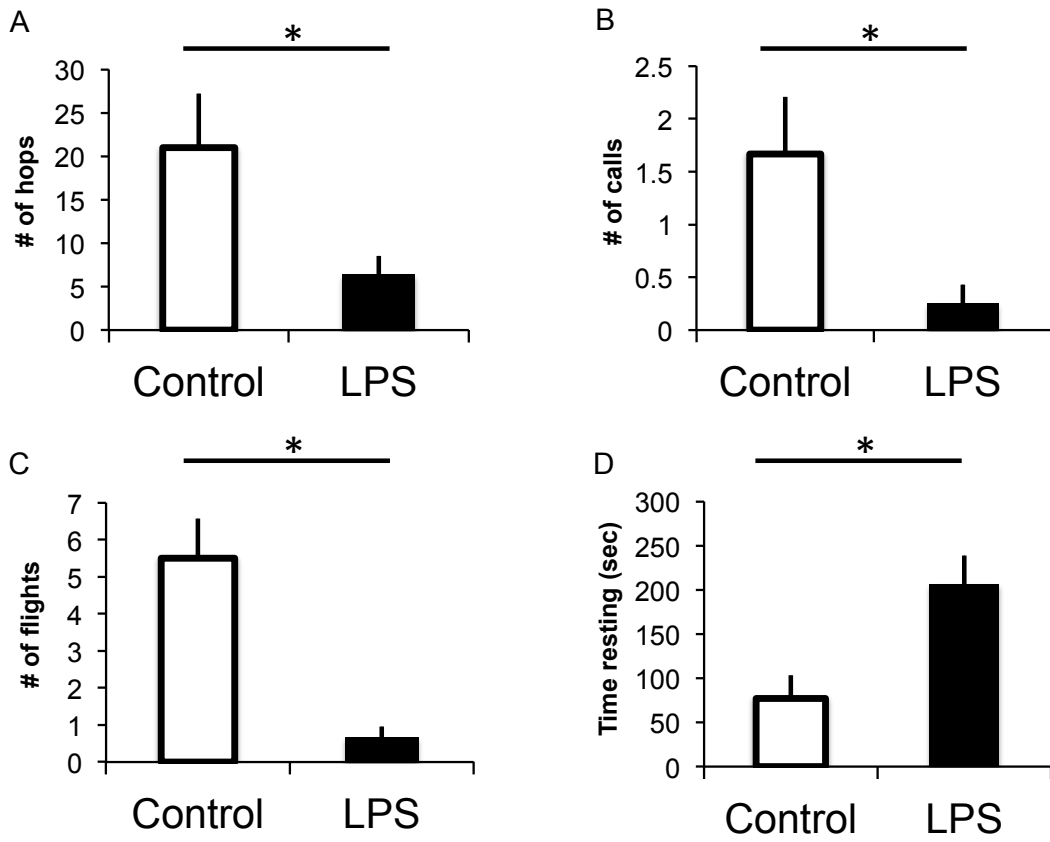 A
*
# of hops
30
25
20
15
10
5
0
Control LPS
B
*
# of calls
2.5
2
1.5
1
0.5
0
Control LPS
C
*
# of flights
7
6
5
4
3
2
1
0
Control LPS
D
*
Time resting (sec)
300
250
200
150
100
50
0
Control LPS